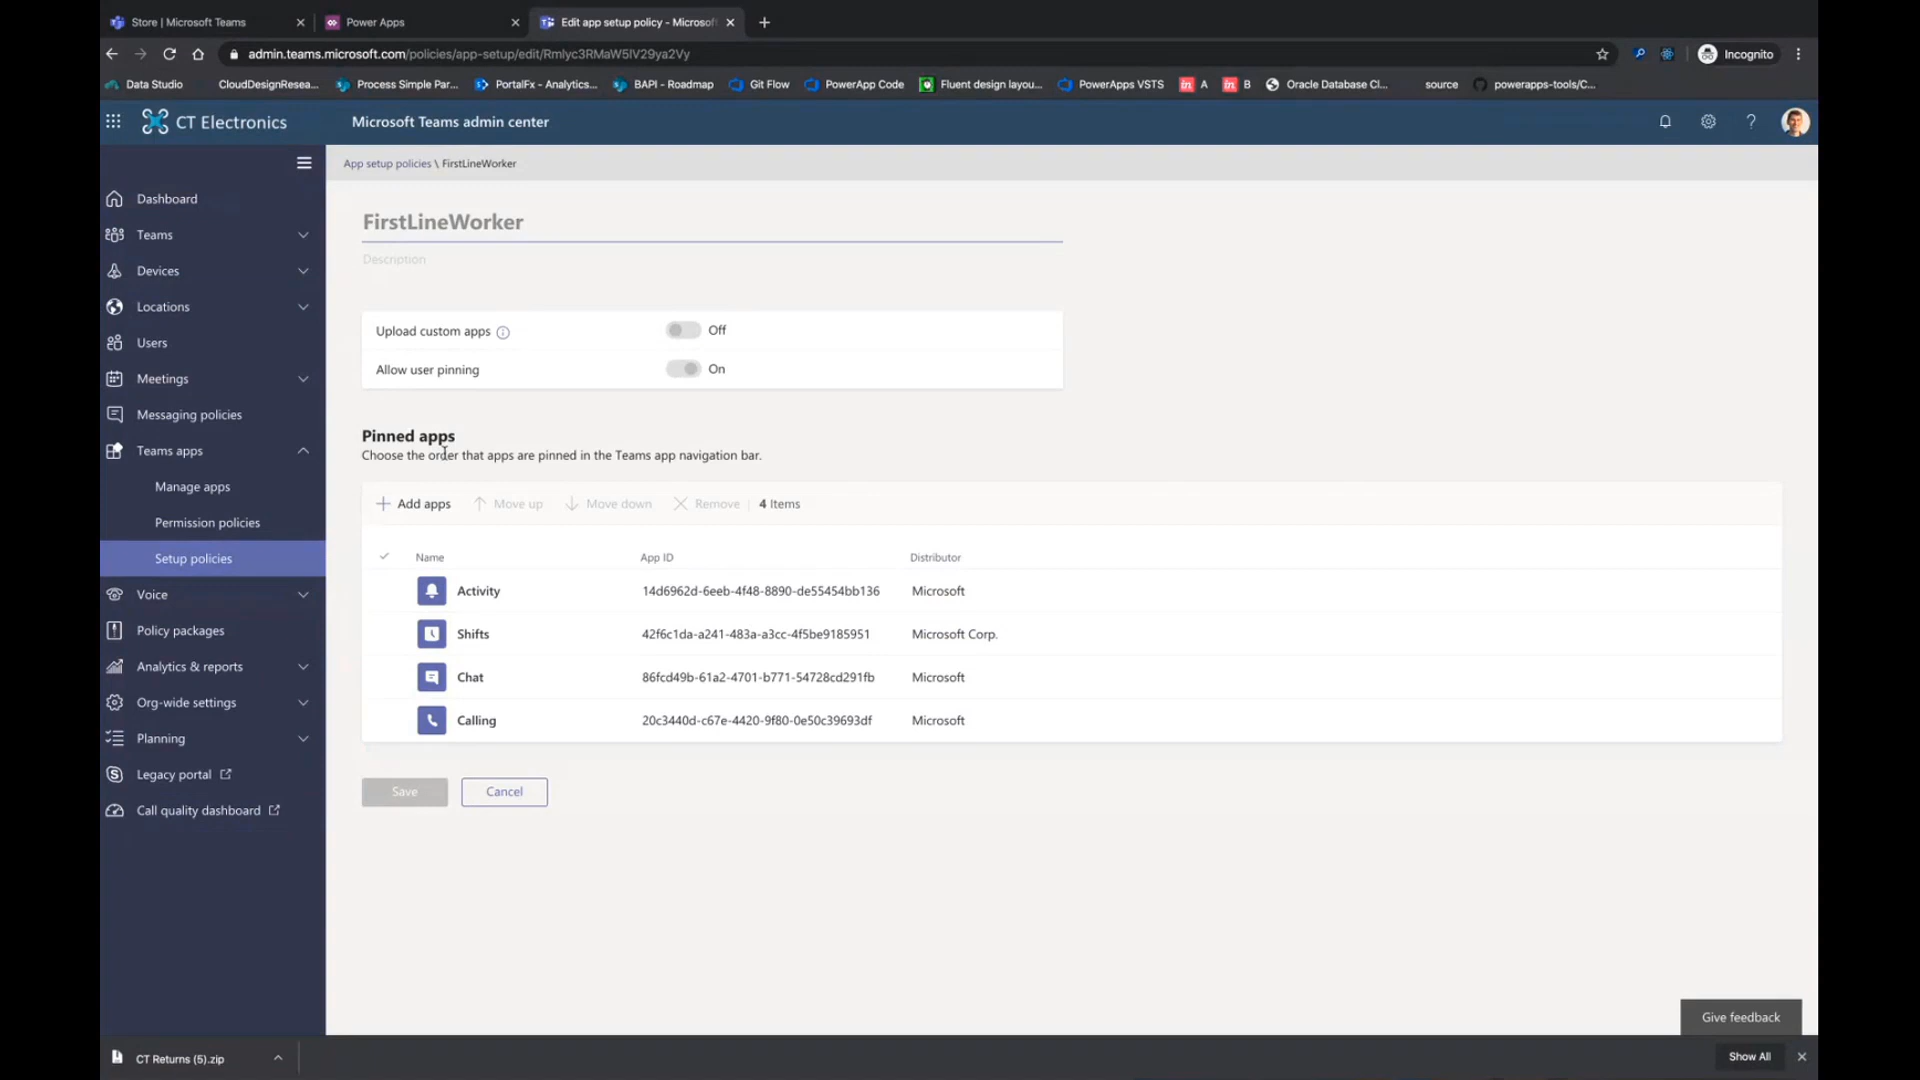 Store | Microsoft Teams
Power Apps
Edit app setup policy - Microsof
admin.teams.microsoft.com/policies/app-setup/edit/Rmlyc3RMaW5lV29ya2Vy
Incognito
Data Studio
CloudDesignResea...
Process Simple Par...
PortalFx - Analytics...
BAPI - Roadmap
Git Flow
PowerApp Code
Fluent design layou...
PowerApps VSTS
A
B
Oracle Database Cl...
source
powerapps-tools/C...
CT Electronics
Microsoft Teams admin center
App setup policies \ FirstLineWorker
Dashboard
Teams
Devices
Locations
Users
Meetings
Messaging policies
Teams apps
Manage apps
Permission policies
Setup policies
Voice
Policy packages
Analytics & reports
Org-wide settings
Planning
Legacy portal
Call quality dashboard
FirstLineWorker
Description
Upload custom apps
Off
Allow user pinning
On
Pinned apps
Choose the order that apps are pinned in the Teams app navigation bar.
Add apps
Move up
Move down
Remove
4 Items
Name App ID Distributor
Activity 14d6962d-6eeb-4f48-8890-de55454bb136 Microsoft
Shifts 42f6c1da-a241-483a-a3cc-4f5be9185951 Microsoft Corp.
Chat 86fcd49b-61a2-4701-b771-54728cd291fb Microsoft
Calling 20c3440d-c67e-4420-9f80-0e50c39693df Microsoft
Save
Cancel
Give feedback
CT Returns (5).zip
Show All